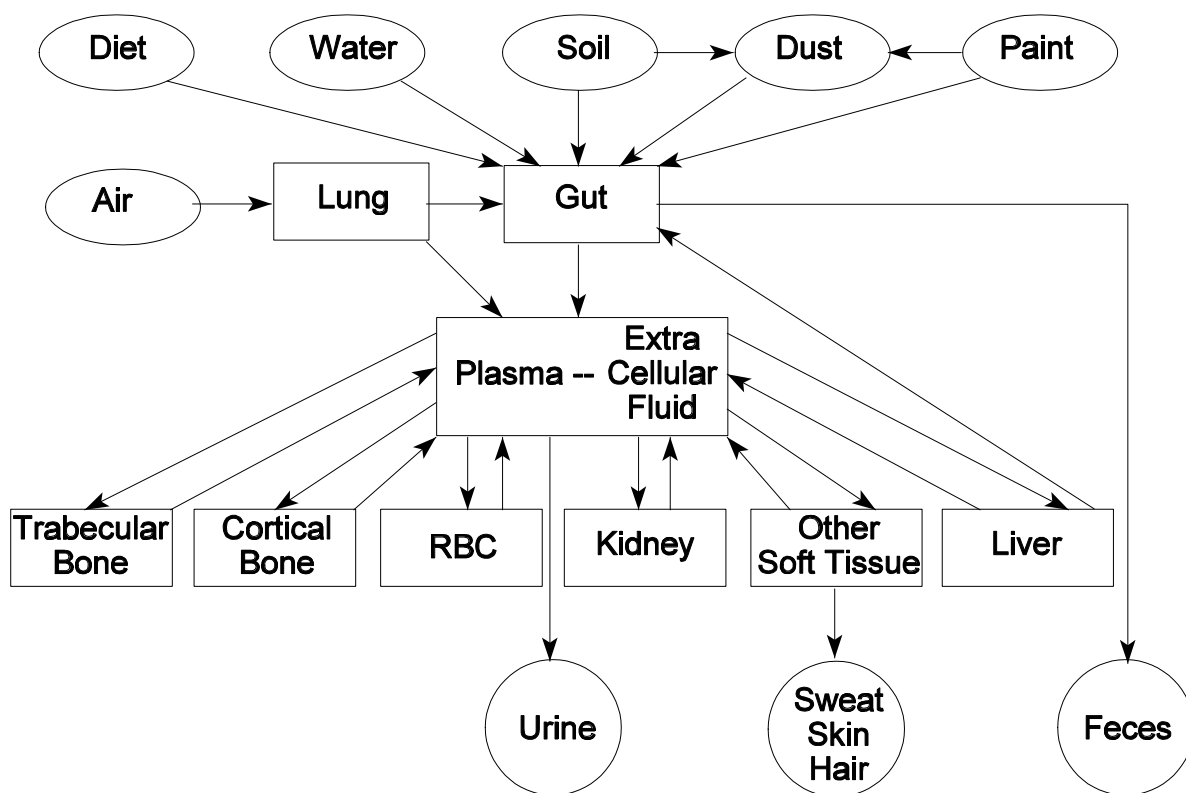 Diet
Water
Soil
Dust
Paint
Air
Lung
Gut
Plasma --
Extra
Cellular
Fluid
Trabecular
Bone
Cortical
Bone
RBC
Kidney
Other
Soft Tissue
Liver
Urine
Sweat
Skin
Hair
Feces